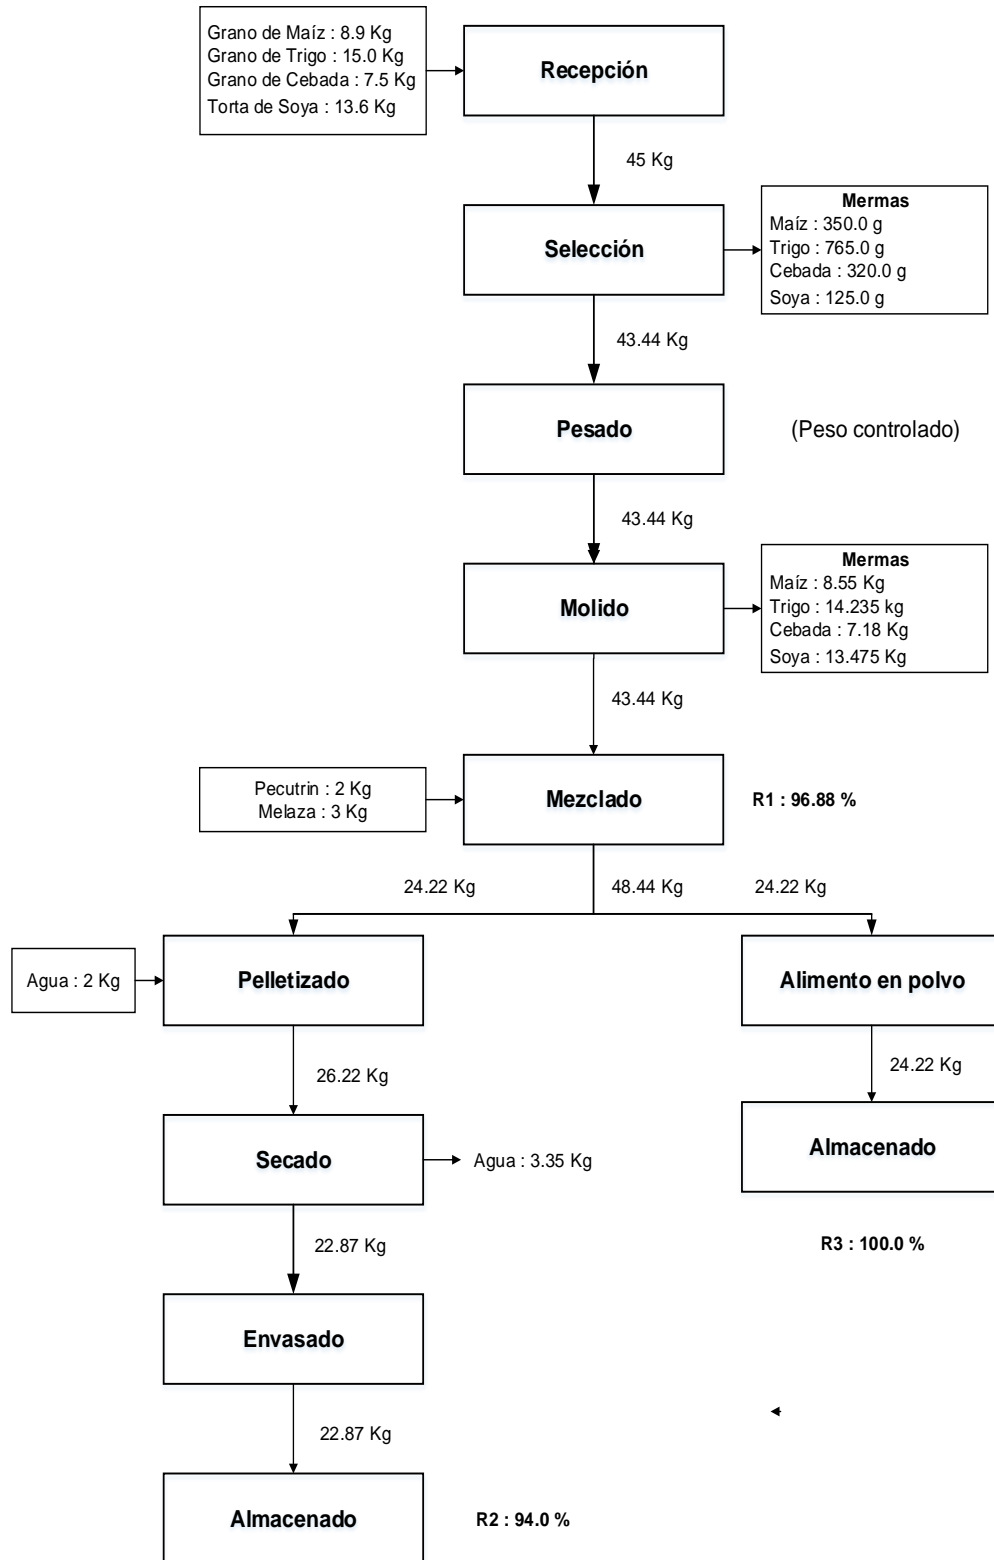 Grano de Maíz : 8.9 Kg
Grano de Trigo : 15.0 Kg
Grano de Cebada : 7.5 Kg
Torta de Soya : 13.6 Kg
Recepción
45 Kg
Selección
Mermas
Maíz : 350.0 g
Trigo : 765.0 g
Cebada : 320.0 g
Soya : 125.0 g
43.44 Kg
Pesado
(Peso controlado)
43.44 Kg
Molido
Mermas
Maíz : 8.55 Kg
Trigo : 14.235 kg
Cebada : 7.18 Kg
Soya : 13.475 Kg
43.44 Kg
Pecutrin : 2 Kg
Melaza : 3 Kg
Mezclado
R1 : 96.88 %
24.22 Kg
48.44 Kg
24.22 Kg
Agua : 2 Kg
Pelletizado
Alimento en polvo
26.22 Kg
24.22 Kg
Secado
Agua : 3.35 Kg
Almacenado
22.87 Kg
R3 : 100.0 %
Envasado
22.87 Kg
Almacenado
R2 : 94.0 %